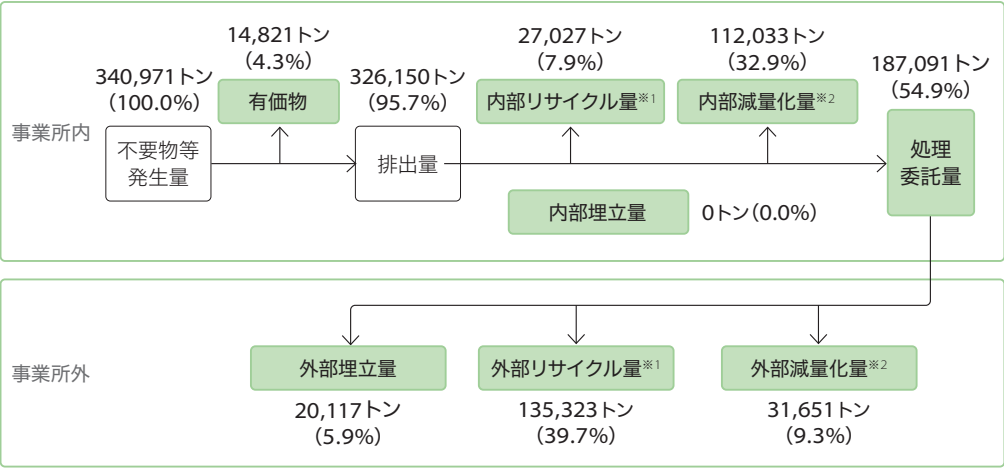 事業所内
340,971トン
(100.0%)
不要物等
発生量
14,821トン
(4.3%)
有価物
326,150トン
(95.7%)
排出量
27,027トン
(7.9%)
内部リサイクル量※1
112,033トン
(32.9%)
内部減量化量※2
内部埋立量 0トン(0.0%)
187,091トン
(54.9%)
処理
委託量
事業所外
外部埋立量
20,117トン
(5.9%)
外部リサイクル量※1
135,323トン
(39.7%)
外部減量化量※2
31,651トン
(9.3%)